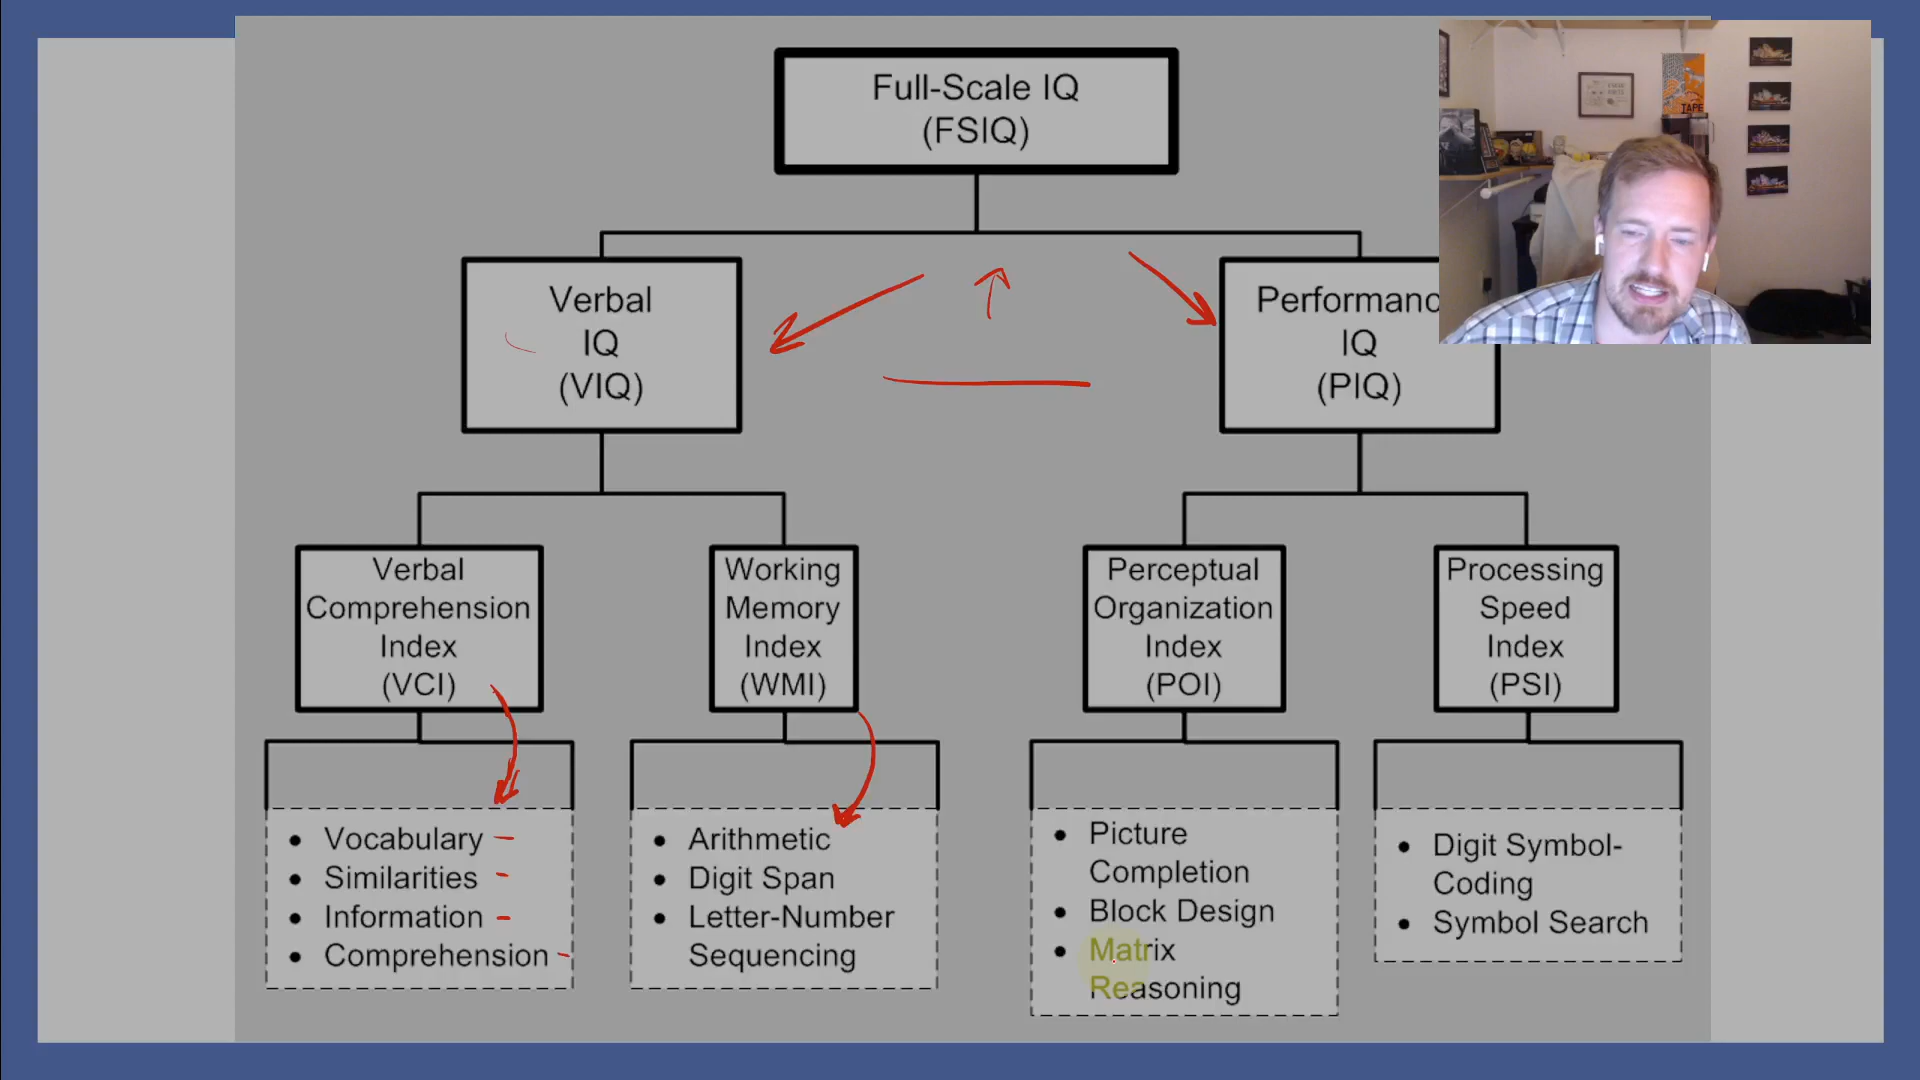 Full-Scale IQ
(FSIQ)
Verbal
IQ
(VIQ)
Performanc
IQ
(PIQ)
Verbal
Comprehension
Index
(VCI)
Working
Memory
Index
(WMI)
Perceptual
Organization
Index
(POI)
Processing
Speed
Index
(PSI)
• Vocabulary
• Similarities
• Information
• Comprehension
• Arithmetic
• Digit Span
• Letter-Number
Sequencing
• Picture
Completion
• Block Design
• Matrix
Reasoning
• Digit Symbol-
Coding
• Symbol Search
TAPE